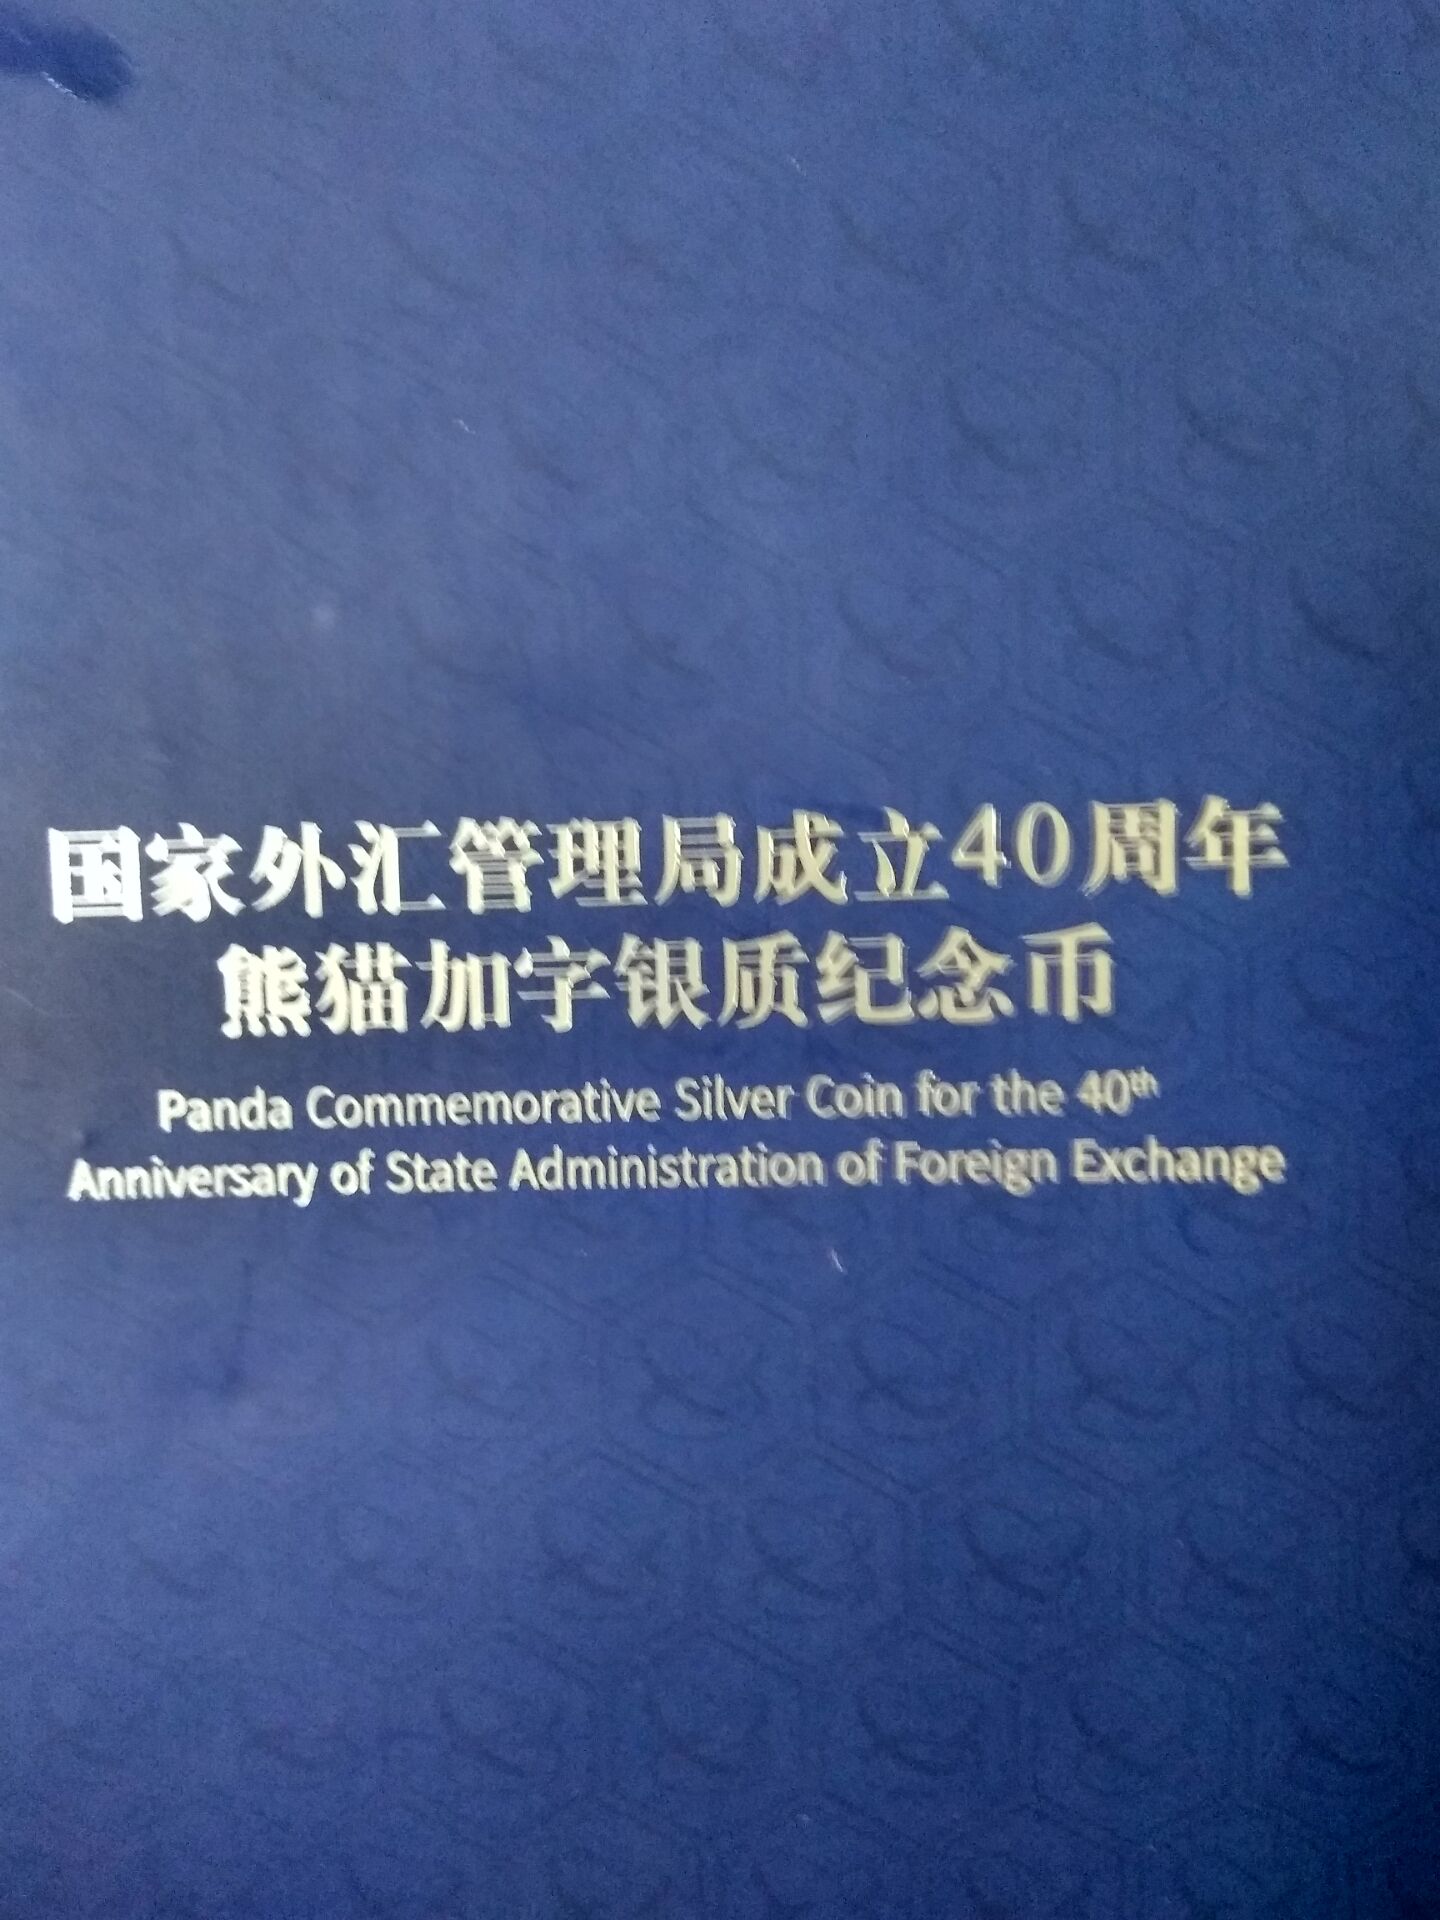 国家外汇管理局成立40周年
熊猫加字银质纪念币
Panda Commemorative Silver Coin for the 40th
Anniversary of State Administration of Foreign Exchange